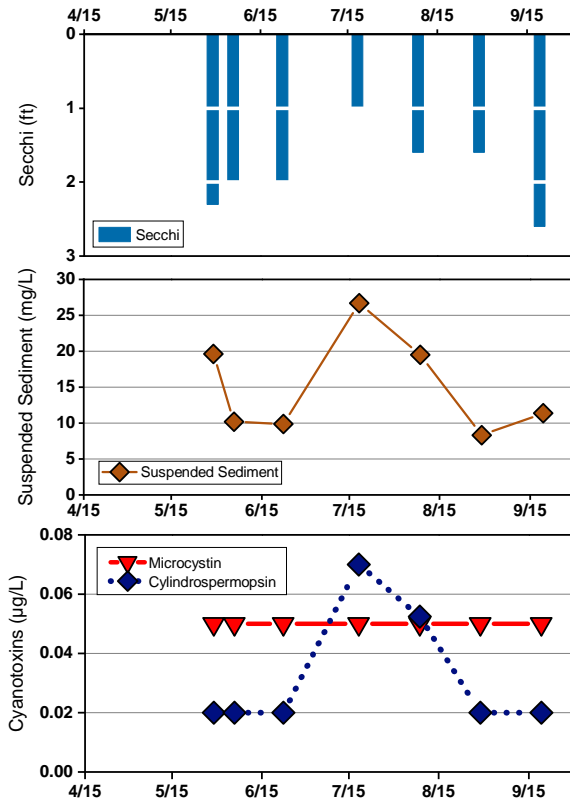 4/15 5/15 6/15 7/15 8/15 9/15
0
1
2
3
Secchi (ft)
Secchi
30
25
20
15
10
5
0
Suspended Sediment (mg/L)
Suspended Sediment
4/15 5/15 6/15 7/15 8/15 9/15
0.08
0.06
0.04
0.02
0.00
Cyanotoxins (µg/L)
Microcystin
Cylindrospermopsin
4/15 5/15 6/15 7/15 8/15 9/15